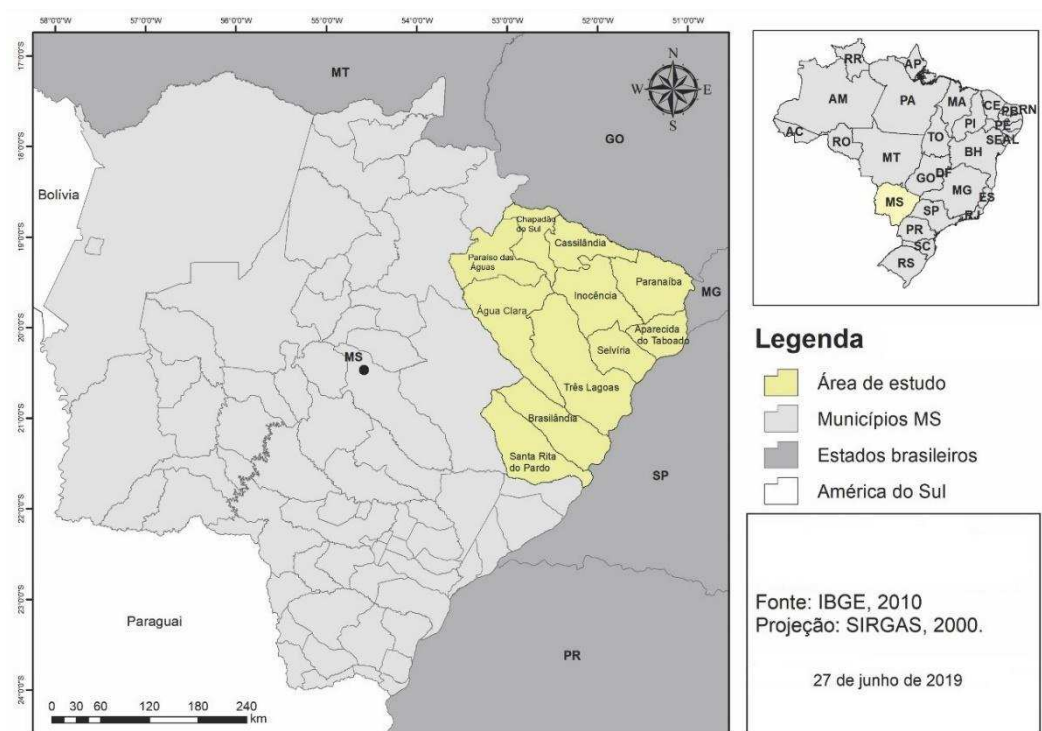 58°0'0"S
57°0'0"S
56°0'0"S
55°0'0"S
54°0'0"S
53°0'0"S
52°0'0"S
51°0'0"S
17°0'0"S
18°0'0"S
19°0'0"S
20°0'0"S
21°0'0"S
22°0'0"S
23°0'0"S
24°0'0"S
MT
N
W
E
S
GO
Bolívia
Chapadão
do Sul
Cassilândia
Paraíso das
Águas
Paranaíba
Inocência
MG
Água Clara
Aparecida
do Taboado
Selvíria
MS
Três Lagoas
Brasilândia
Santa Rita
do Pardo
SP
Paraguai
PR
0 30 60 120 180 240
km
RR
AP
AM
PA
MA
CE
RN
PB
PI
PE
AC
TO
SEAL
RO
BH
MT
GO
DF
MG
ES
MS
SP
RJ
PR
SC
RS
Legenda
Área de estudo
Municípios MS
Estados brasileiros
América do Sul
Fonte: IBGE, 2010
Projeção: SIRGAS, 2000.
27 de junho de 2019